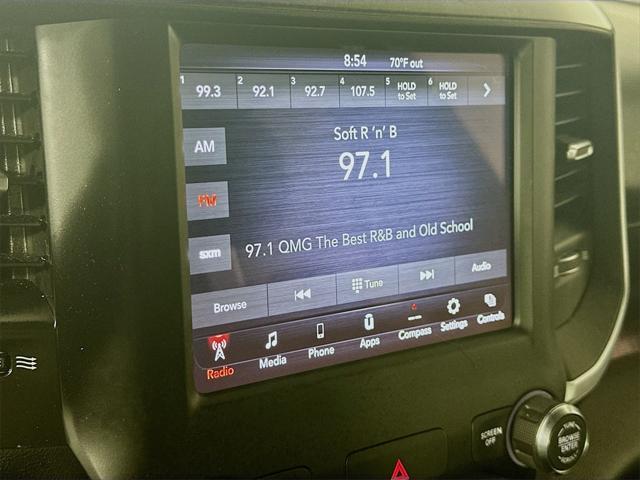 8:54 70°F out
1 99.3 2 92.1 3 92.7 4 107.5 5 HOLD to Set 6 HOLD to Set
AM
Soft R 'n' B
97.1
FM
sxm
97.1 QMG The Best R&B and Old School
Browse Tune Audio
Radio Media Phone Apps Compass Settings Controls
SCREEN OFF
BROWSE
ENTER